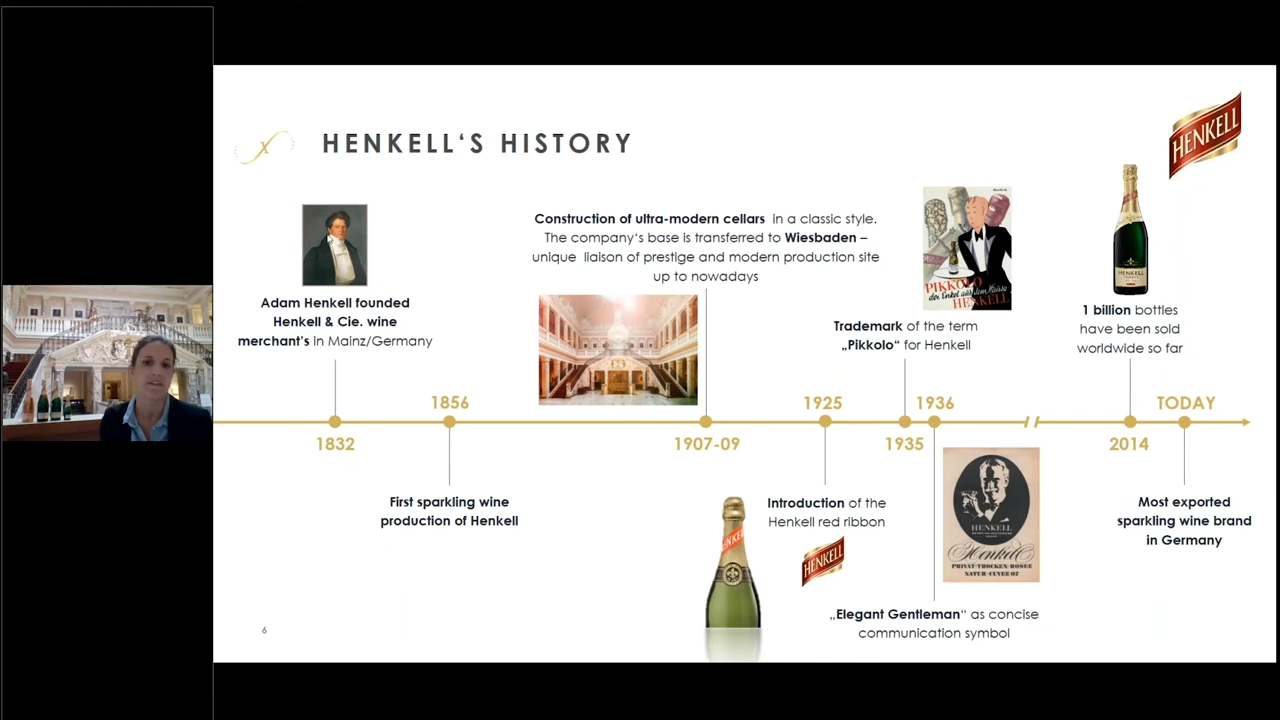 HENKELL‘S HISTORY
HENKELL
Adam Henkell founded
Henkell & Cie. wine
merchant's in Mainz/Germany
1832
1856
First sparkling wine
production of Henkell
Construction of ultra-modern cellars in a classic style.
The company‘s base is transferred to Wiesbaden –
unique liaison of prestige and modern production site
up to nowadays
1907-09
1925
Introduction of the
Henkell red ribbon
HENKELL
PIKKOLO
der Enkel aus dem Hause
HENKELL
Trademark of the term
„Pikkolo“ for Henkell
1935
1936
HENKELL
Henkell
PRIVAT·TROCKEN·ROSÉE
NATUR·CUVÉE 07
„Elegant Gentleman“ as concise
communication symbol
HENKELL
1 billion bottles
have been sold
worldwide so far
2014
TODAY
Most exported
sparkling wine brand
in Germany
6